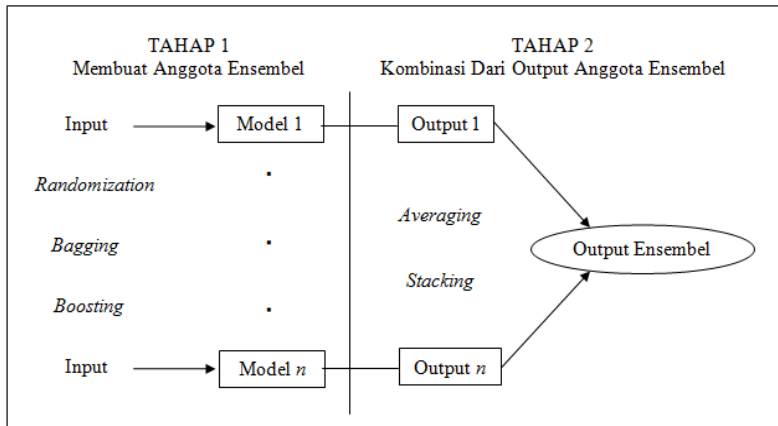 TAHAP 1
Membuat Anggota Ensembel
TAHAP 2
Kombinasi Dari Output Anggota Ensembel
Input
Model 1
Output 1
Randomization
Averaging
Bagging
Output Ensembel
Stacking
Boosting
Input
Model n
Output n